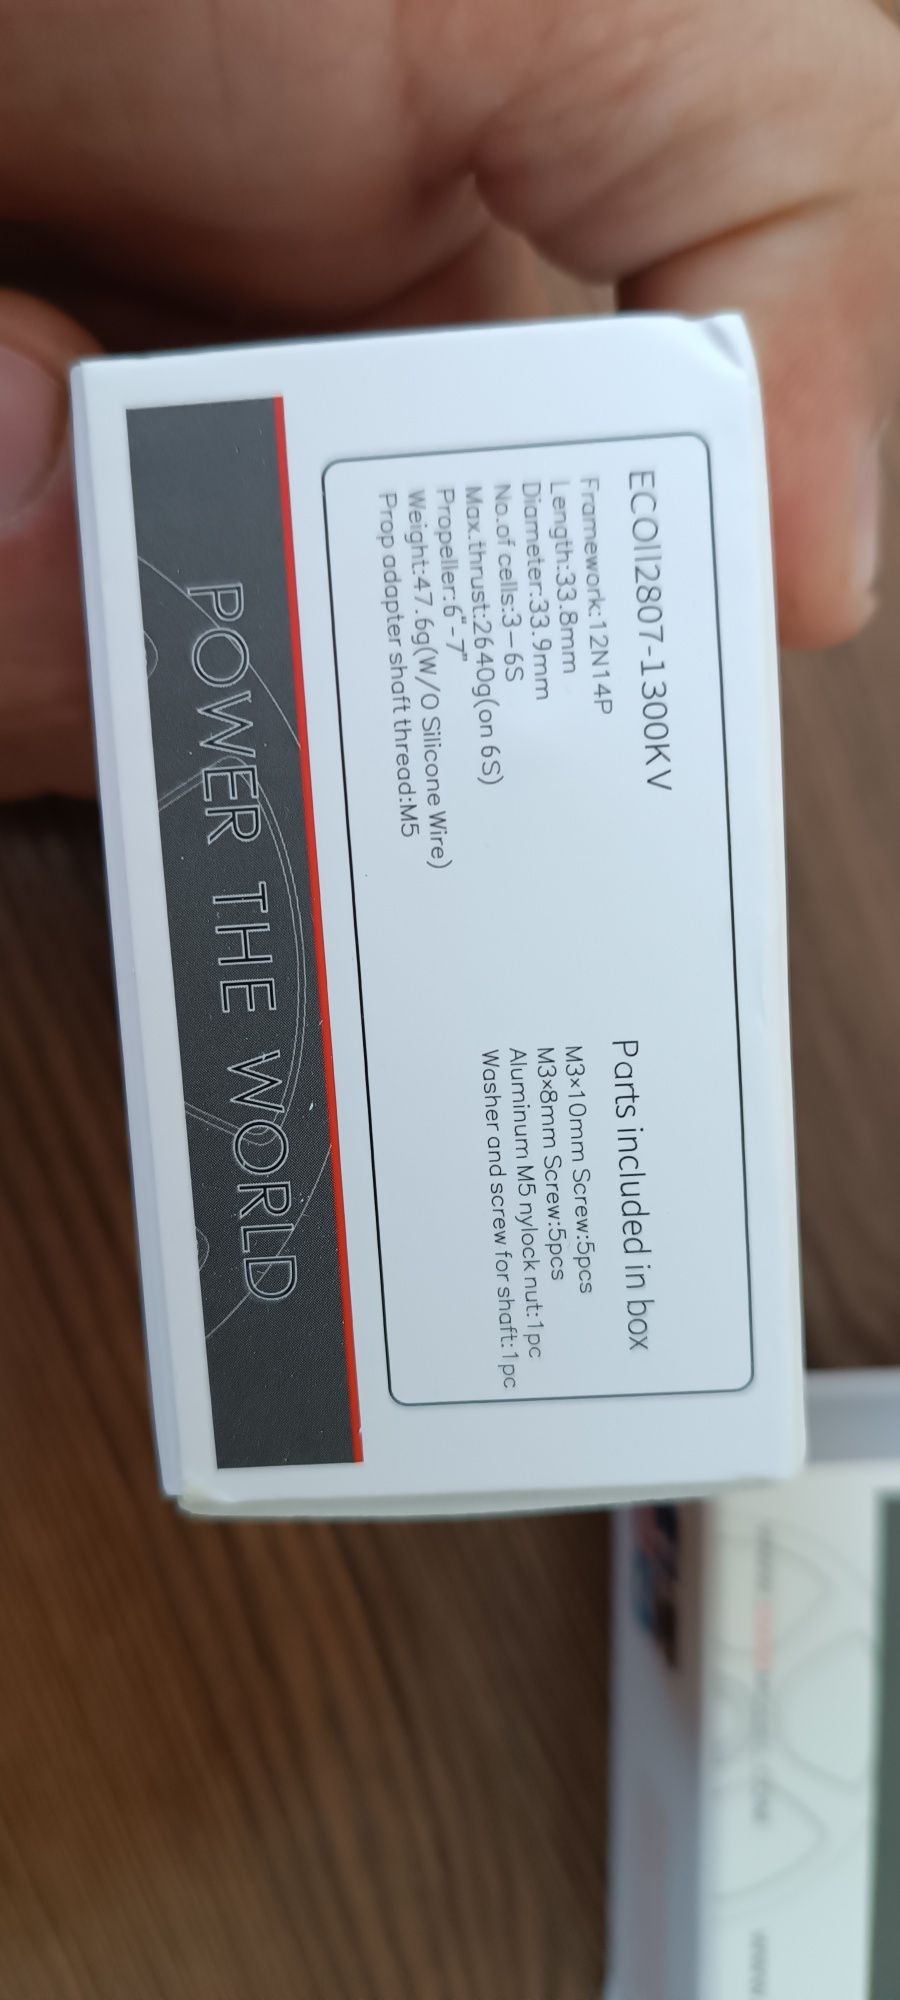 ECOII2807-1300KV
Framework:12N14P
Length:33.8mm
Diameter:33.9mm
No.of cells:3-6S
Max.thrust:2640g(on 6S)
Propeller:6"-7"
Weight:47.6g(W/O Silicone Wire)
Prop adapter shaft thread:M5
Parts included in box
M3×10mm Screw:5pcs
M3×8mm Screw:5pcs
Aluminum M5 nylock nut:1pc
Washer and screw for shaft:1pc
POWER THE WORLD